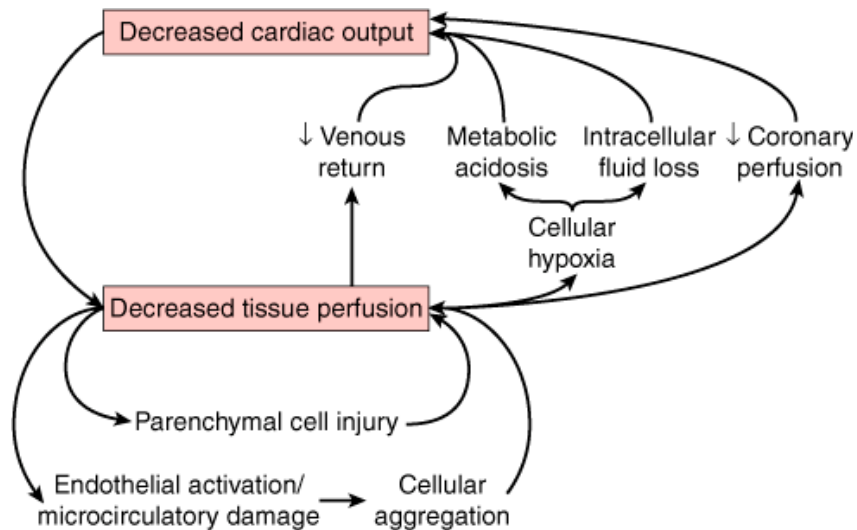 Decreased cardiac output
↓ Venous
return
Metabolic
acidosis
Intracellular
fluid loss
↓ Coronary
perfusion
Cellular
hypoxia
Decreased tissue perfusion
Parenchymal cell injury
Endothelial activation/
microcirculatory damage
Cellular
aggregation